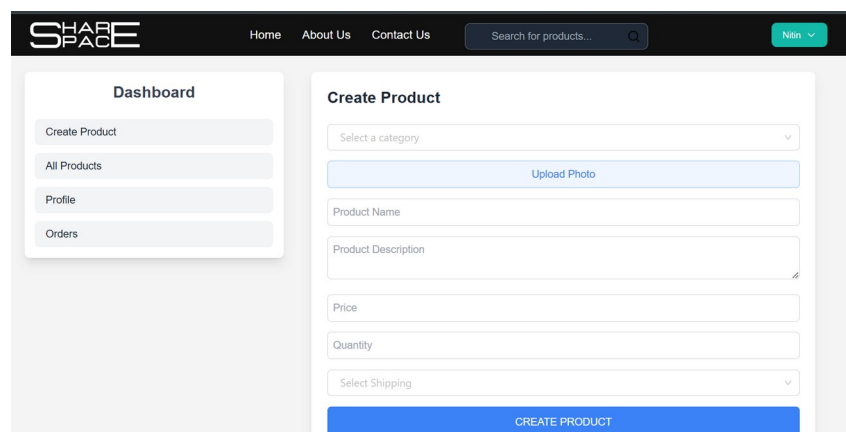 SHARE SPACE
Home About Us Contact Us Search for products... Nitin
Dashboard
Create Product
All Products
Profile
Orders
Create Product
Select a category
Upload Photo
Product Name
Product Description
Price
Quantity
Select Shipping
CREATE PRODUCT